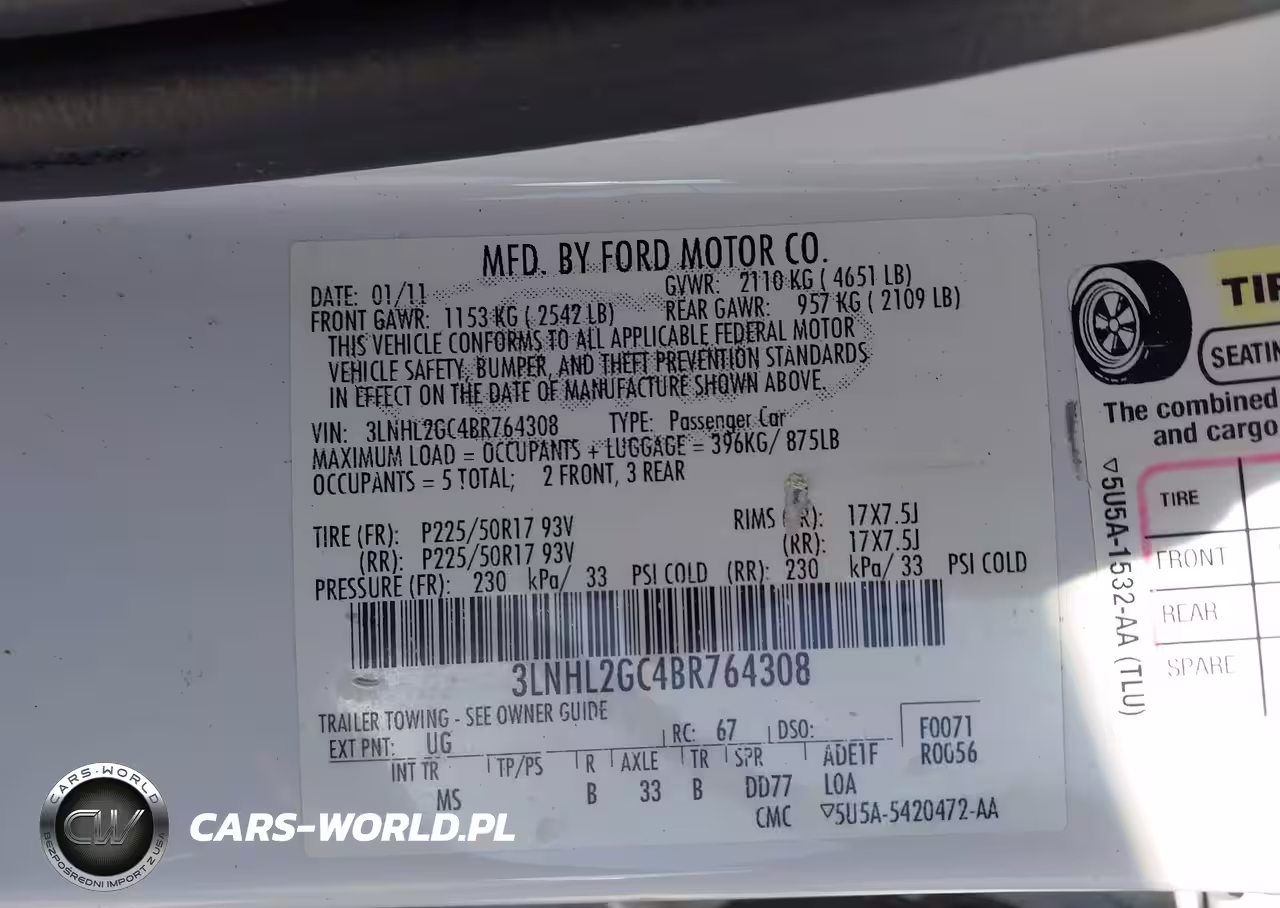 MFD. BY FORD MOTOR CO.
DATE: 01/11
GVWR: 2110 KG ( 4651 LB)
FRONT GAWR: 1153 KG ( 2542 LB)
REAR GAWR: 957 KG ( 2109 LB)
THIS VEHICLE CONFORMS TO ALL APPLICABLE FEDERAL MOTOR
VEHICLE SAFETY, BUMPER, AND THEFT PREVENTION STANDARDS
IN EFFECT ON THE DATE OF MANUFACTURE SHOWN ABOVE.
VIN: 3LNHL2GC4BR764308 TYPE: Passenger Car
MAXIMUM LOAD = OCCUPANTS + LUGGAGE = 396KG/ 875LB
OCCUPANTS = 5 TOTAL; 2 FRONT, 3 REAR
TIRE (FR): P225/50R17 93V RIMS (FR): 17X7.5J
(RR): P225/50R17 93V (RR): 17X7.5J
PRESSURE (FR): 230 kPa/ 33 PSI COLD (RR): 230 kPa/ 33 PSI COLD
3LNHL2GC4BR764308
TRAILER TOWING - SEE OWNER GUIDE
EXT PNT: UG RC: 67 DSO: F0071
INT TR TP/PS R AXLE TR SPR ADE1F R0056
MS B 33 B DD77 LOA
CMC ▽5U5A-5420472-AA
TIR
SEATIN
The combined
and cargo
TIRE
FRONT
REAR
SPARE
▽5U5A-1532-AA (TLU)
CARS-WORLD
CW
BEZPOŚREDNI IMPORT Z USA
CARS-WORLD.PL